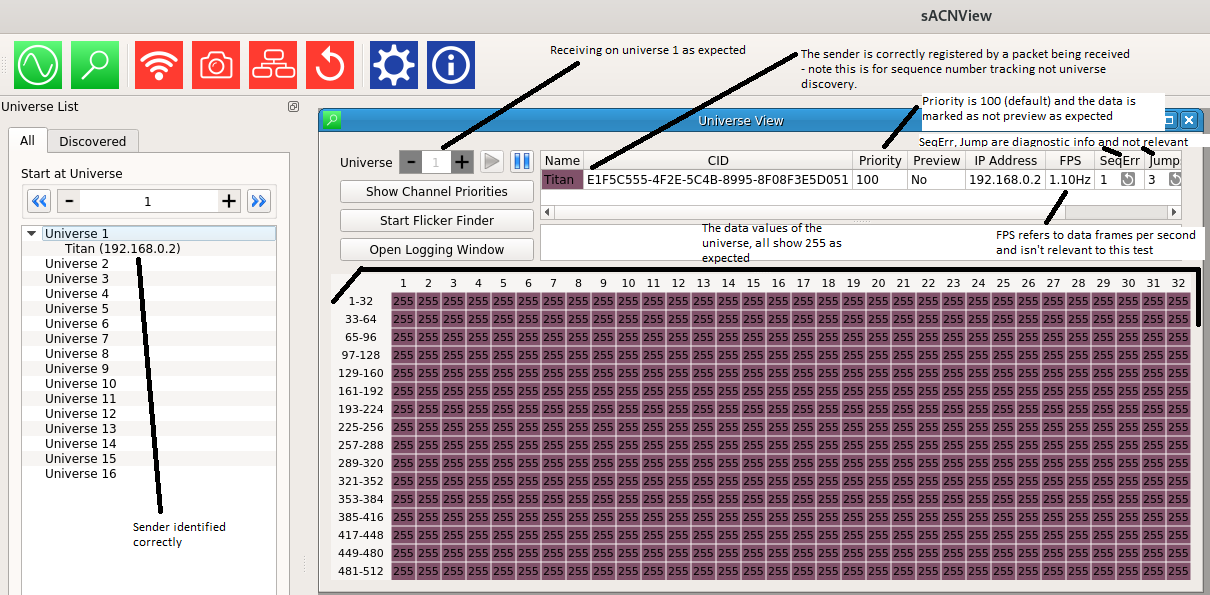 sACNView
Receiving on universe 1 as expected
The sender is correctly registered by a packet being received
- note this is for sequence number tracking not universe
discovery.
Universe List
Priority is 100 (default) and the data is
marked as not preview as expected
Universe View
All
Discovered
SeqErr, Jump are diagnostic info and not relevant
Universe
-
1
+
Name CID Priority Preview IP Address FPS SeqErr Jump
Titan E1F5C555-4F2E-5C4B-8995-8F08F3E5D051 100 No 192.168.0.2 1.10Hz 1 3
Start at Universe
- 1 +
Show Channel Priorities
Start Flicker Finder
Open Logging Window
The data values of the
universe, all show 255 as
expected
FPS refers to data frames per second
and isn't relevant to this test
Universe 1
Titan (192.168.0.2)
Universe 2
Universe 3
Universe 4
Universe 5
Universe 6
Universe 7
Universe 8
Universe 9
Universe 10
Universe 11
Universe 12
Universe 13
Universe 14
Universe 15
Universe 16
Sender identified
correctly
1 2 3 4 5 6 7 8 9 10 11 12 13 14 15 16 17 18 19 20 21 22 23 24 25 26 27 28 29 30 31 32
1-32 255 255 255 255 255 255 255 255 255 255 255 255 255 255 255 255 255 255 255 255 255 255 255 255 255 255 255 255 255 255 255 255
33-64 255 255 255 255 255 255 255 255 255 255 255 255 255 255 255 255 255 255 255 255 255 255 255 255 255 255 255 255 255 255 255 255
65-96 255 255 255 255 255 255 255 255 255 255 255 255 255 255 255 255 255 255 255 255 255 255 255 255 255 255 255 255 255 255 255 255
97-128 255 255 255 255 255 255 255 255 255 255 255 255 255 255 255 255 255 255 255 255 255 255 255 255 255 255 255 255 255 255 255 255
129-160 255 255 255 255 255 255 255 255 255 255 255 255 255 255 255 255 255 255 255 255 255 255 255 255 255 255 255 255 255 255 255 255
161-192 255 255 255 255 255 255 255 255 255 255 255 255 255 255 255 255 255 255 255 255 255 255 255 255 255 255 255 255 255 255 255 255
193-224 255 255 255 255 255 255 255 255 255 255 255 255 255 255 255 255 255 255 255 255 255 255 255 255 255 255 255 255 255 255 255 255
225-256 255 255 255 255 255 255 255 255 255 255 255 255 255 255 255 255 255 255 255 255 255 255 255 255 255 255 255 255 255 255 255 255
257-288 255 255 255 255 255 255 255 255 255 255 255 255 255 255 255 255 255 255 255 255 255 255 255 255 255 255 255 255 255 255 255 255
289-320 255 255 255 255 255 255 255 255 255 255 255 255 255 255 255 255 255 255 255 255 255 255 255 255 255 255 255 255 255 255 255 255
321-352 255 255 255 255 255 255 255 255 255 255 255 255 255 255 255 255 255 255 255 255 255 255 255 255 255 255 255 255 255 255 255 255
353-384 255 255 255 255 255 255 255 255 255 255 255 255 255 255 255 255 255 255 255 255 255 255 255 255 255 255 255 255 255 255 255 255
385-416 255 255 255 255 255 255 255 255 255 255 255 255 255 255 255 255 255 255 255 255 255 255 255 255 255 255 255 255 255 255 255 255
417-448 255 255 255 255 255 255 255 255 255 255 255 255 255 255 255 255 255 255 255 255 255 255 255 255 255 255 255 255 255 255 255 255
449-480 255 255 255 255 255 255 255 255 255 255 255 255 255 255 255 255 255 255 255 255 255 255 255 255 255 255 255 255 255 255 255 255
481-512 255 255 255 255 255 255 255 255 255 255 255 255 255 255 255 255 255 255 255 255 255 255 255 255 255 255 255 255 255 255 255 255